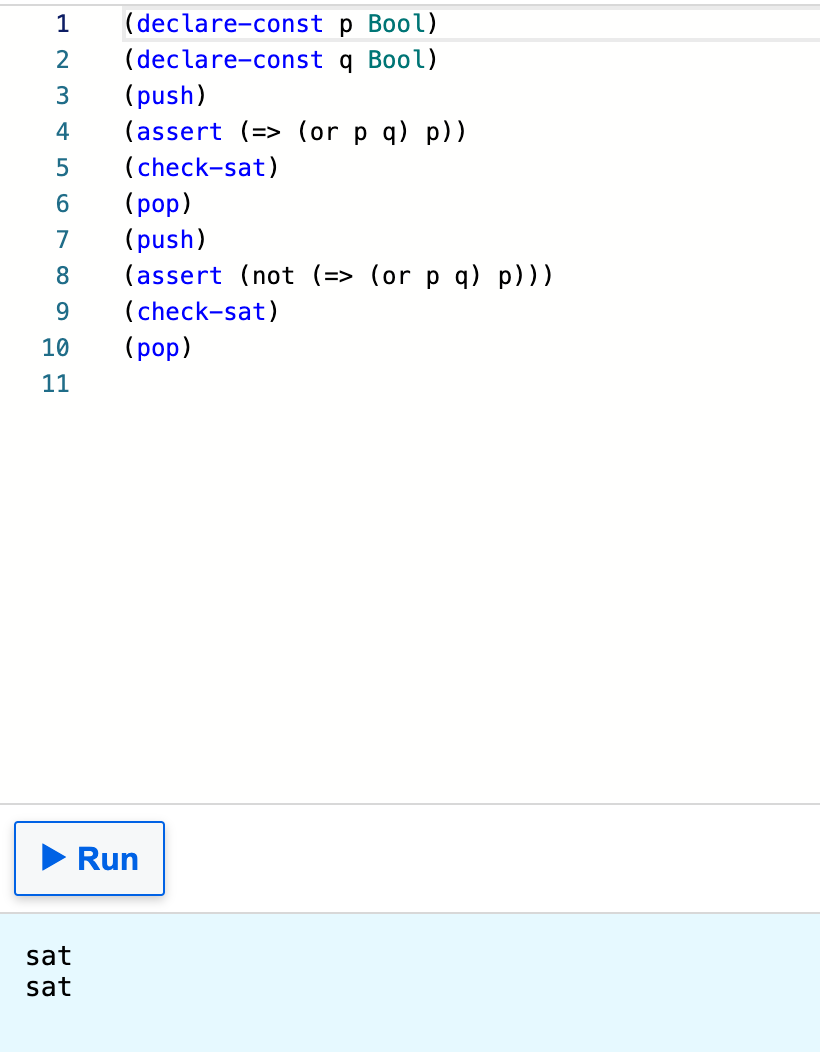 1 (declare-const p Bool)
2 (declare-const q Bool)
3 (push)
4 (assert (=> (or p q) p))
5 (check-sat)
6 (pop)
7 (push)
8 (assert (not (=> (or p q) p)))
9 (check-sat)
10 (pop)
11
Run
sat
sat